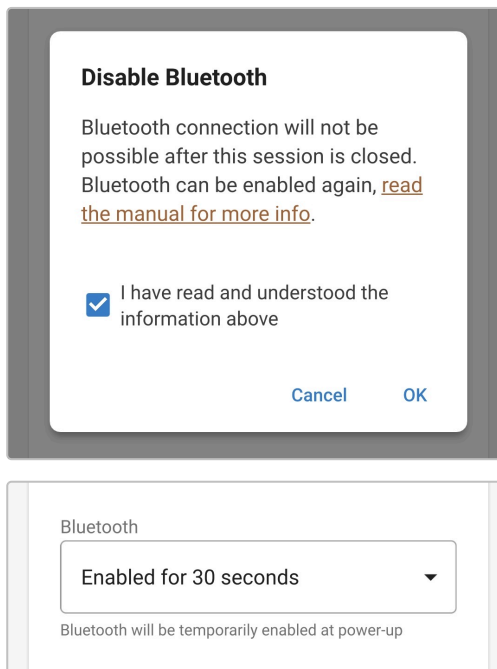 Disable Bluetooth
Bluetooth connection will not be
possible after this session is closed.
Bluetooth can be enabled again, read
the manual for more info.
I have read and understood the
information above
Cancel OK
Bluetooth
Enabled for 30 seconds
Bluetooth will be temporarily enabled at power-up